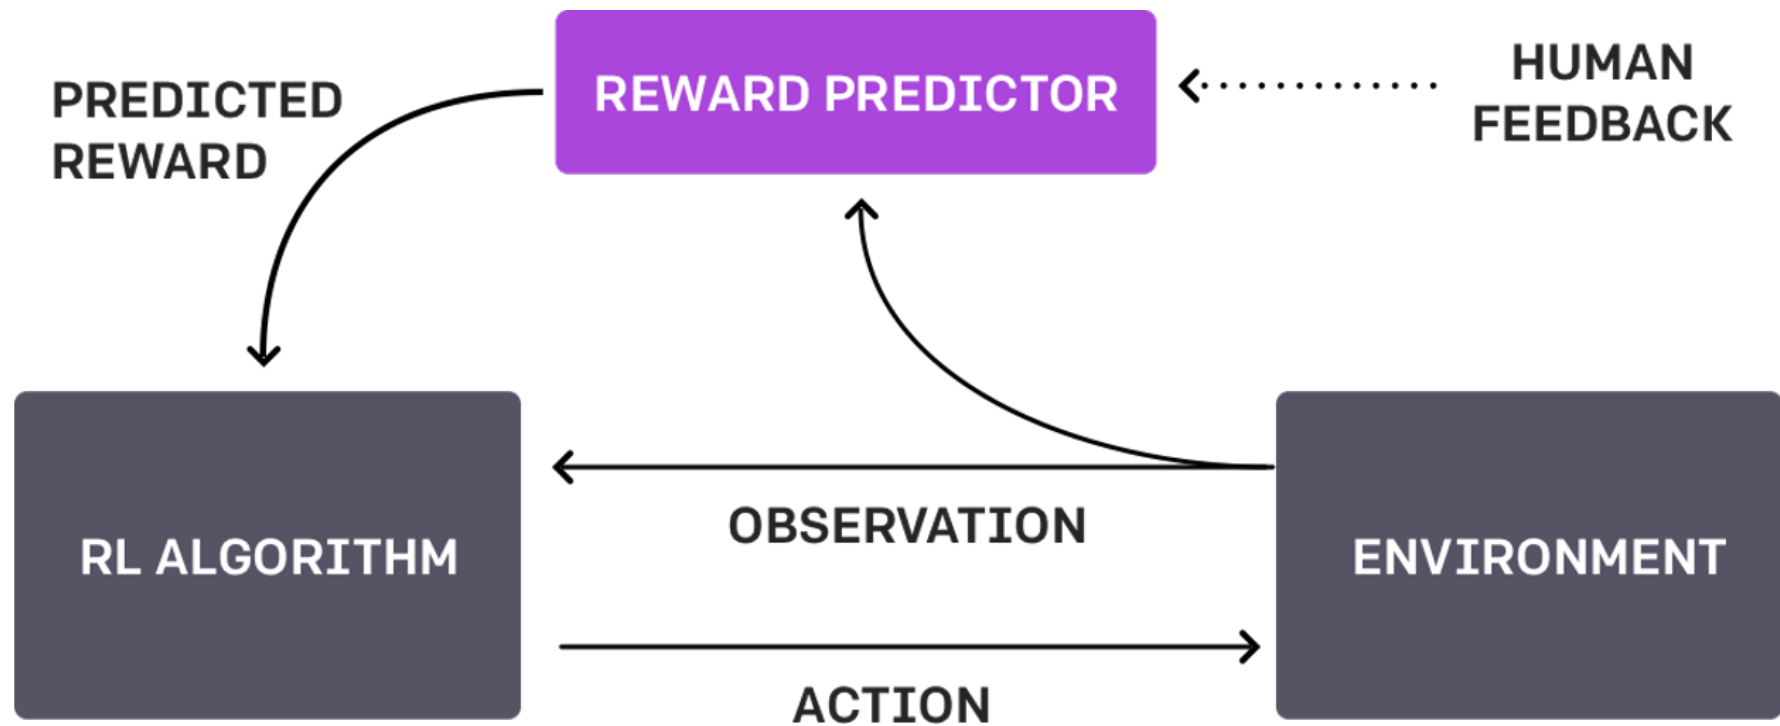 PREDICTED
REWARD
REWARD PREDICTOR
HUMAN
FEEDBACK
OBSERVATION
RL ALGORITHM
ENVIRONMENT
ACTION